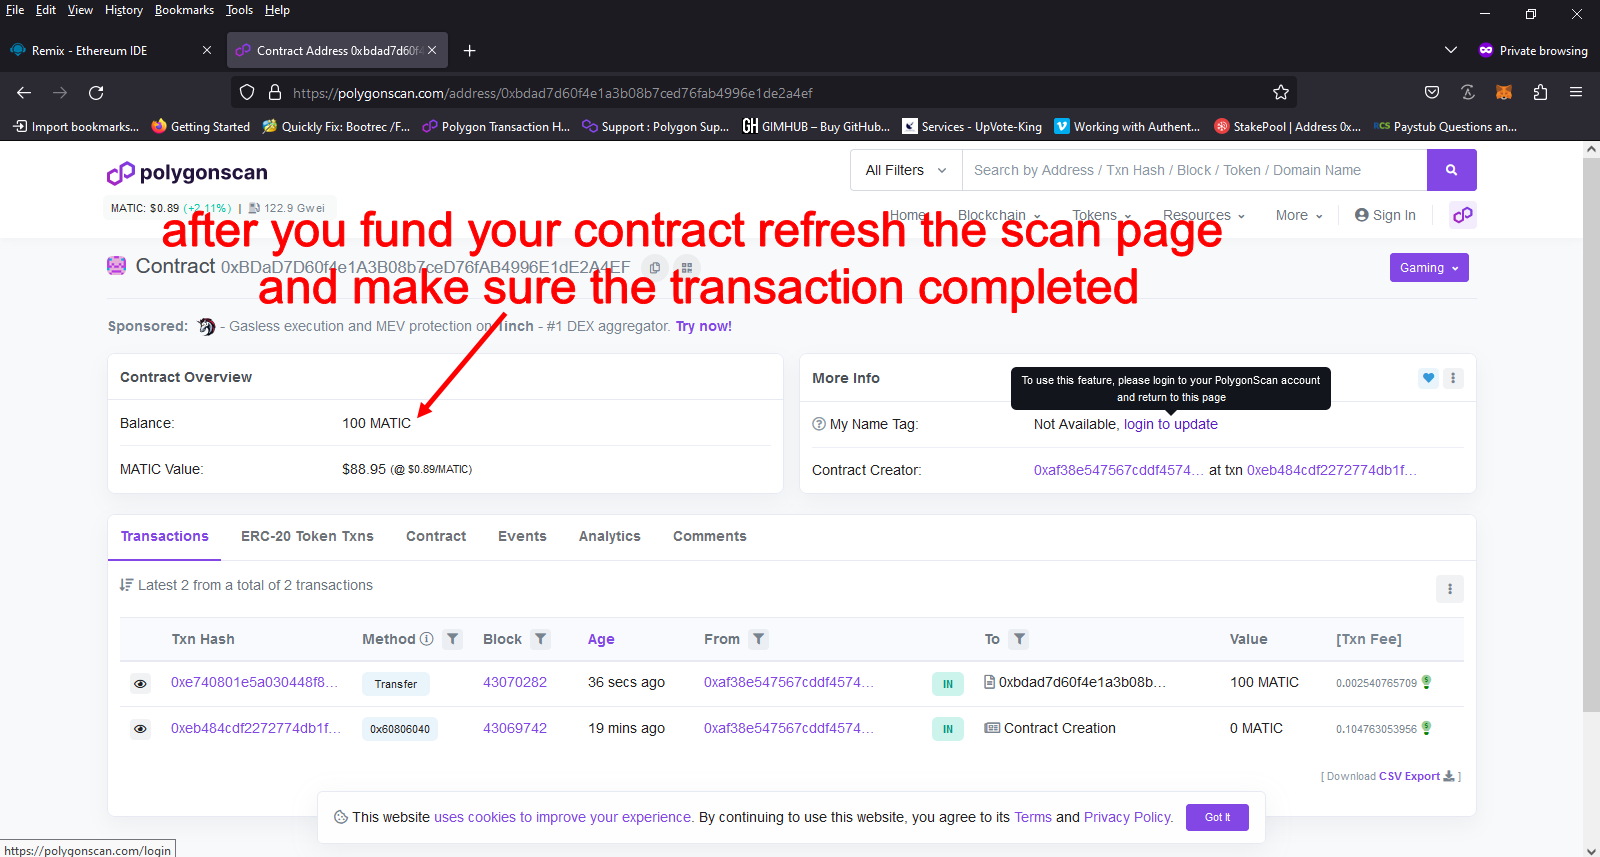 File Edit View History Bookmarks Tools Help
Remix - Ethereum IDE
Contract Address 0xbdad7d60f4
Private browsing
https://polygonscan.com/address/0xbdad7d60f4e1a3b08b7ced76fab4996e1de2a4ef
Import bookmarks... Getting Started Quickly Fix: Bootrec /F... Polygon Transaction H... Support : Polygon Sup... GH GIMHUB – Buy GitHub... Services - UpVote-King Working with Authent... StakePool | Address 0x... RCS Paystub Questions an...
polygonscan
All Filters Search by Address / Txn Hash / Block / Token / Domain Name
MATIC: $0.89 (+2.11%) | 122.9 Gwei
Home Blockchain Tokens Resources More Sign In
after you fund your contract refresh the scan page
and make sure the transaction completed
Contract 0xBDaD7D60f4e1A3B08b7ceD76fAB4996E1dE2A4EF
Gaming
Sponsored: - Gasless execution and MEV protection on 1inch - #1 DEX aggregator. Try now!
Contract Overview
Balance: 100 MATIC
MATIC Value: $88.95 (@ $0.89/MATIC)
More Info
To use this feature, please login to your PolygonScan account
and return to this page
My Name Tag: Not Available, login to update
Contract Creator: 0xaf38e547567cddf4574... at txn 0xeb484cdf2272774db1f...
Transactions ERC-20 Token Txns Contract Events Analytics Comments
Latest 2 from a total of 2 transactions
Txn Hash Method Block Age From To Value [Txn Fee]
0xe740801e5a030448f8... Transfer 43070282 36 secs ago 0xaf38e547567cddf4574... IN 0xbdad7d60f4e1a3b08b... 100 MATIC 0.002540765709
0xeb484cdf2272774db1f... 0x60806040 43069742 19 mins ago 0xaf38e547567cddf4574... IN Contract Creation 0 MATIC 0.104763053956
[ Download CSV Export ]
This website uses cookies to improve your experience. By continuing to use this website, you agree to its Terms and Privacy Policy. Got It
https://polygonscan.com/login